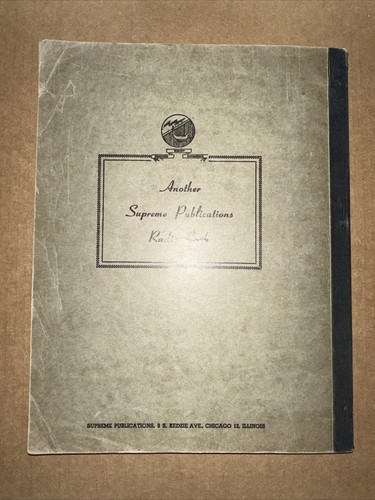 Another
Supreme Publications
Radio Book
SUPREME PUBLICATIONS, 9 S. KEDZIE AVE., CHICAGO 12, ILLINOIS